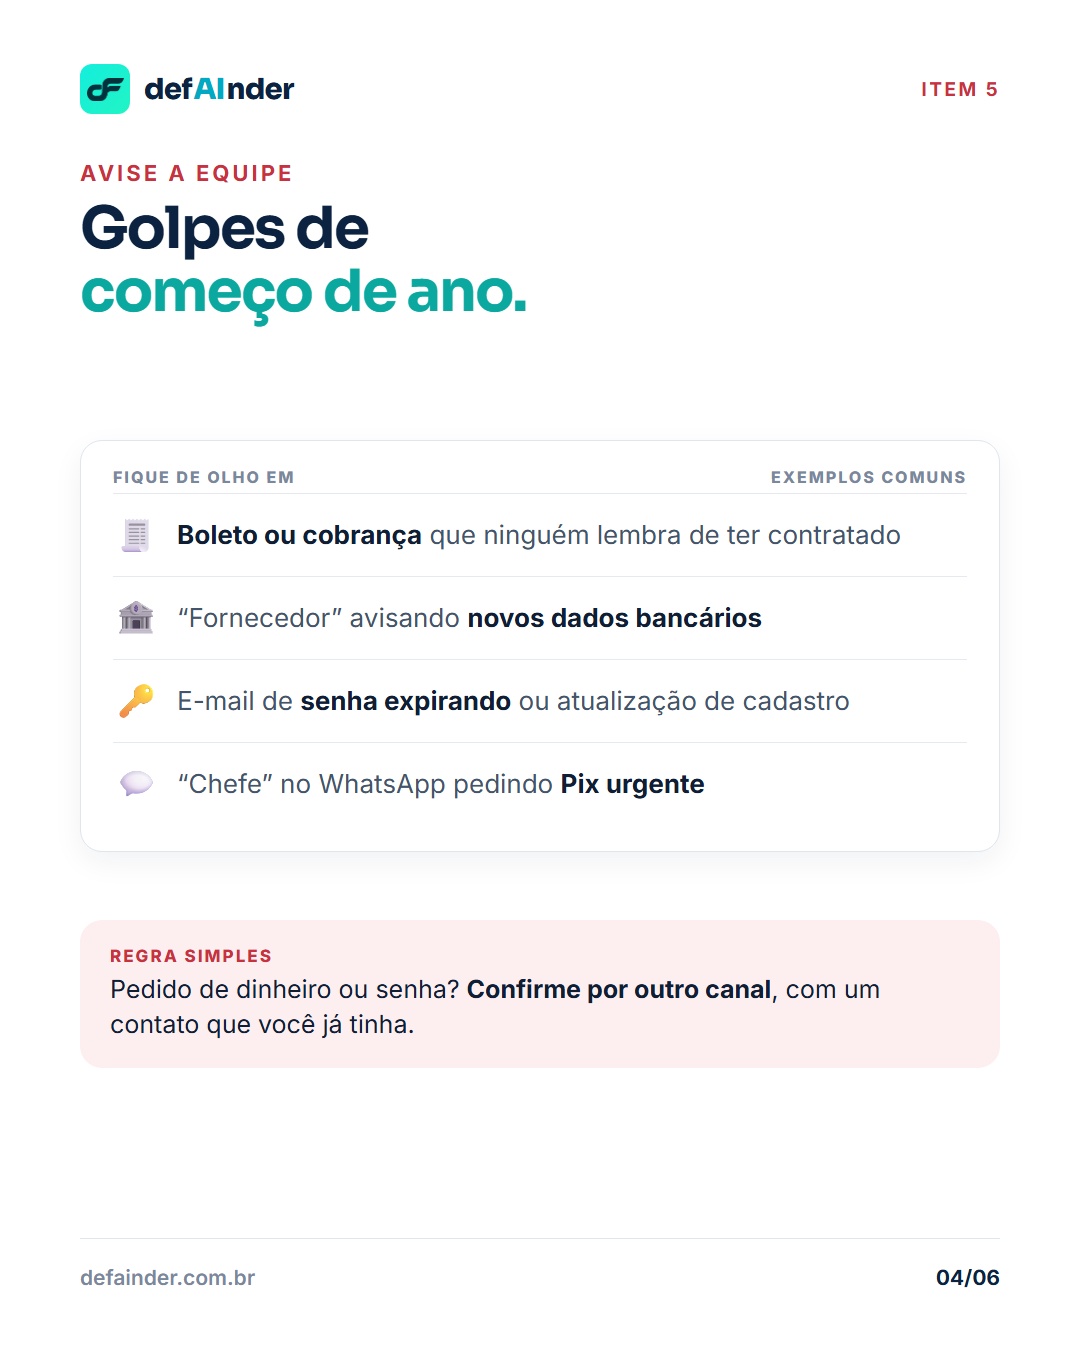 defAInder
ITEM 5
AVISE A EQUIPE
Golpes de
começo de ano.
FIQUE DE OLHO EM
EXEMPLOS COMUNS
Boleto ou cobrança que ninguém lembra de ter contratado
“Fornecedor” avisando novos dados bancários
E-mail de senha expirando ou atualização de cadastro
“Chefe” no WhatsApp pedindo Pix urgente
REGRA SIMPLES
Pedido de dinheiro ou senha? Confirme por outro canal, com um
contato que você já tinha.
defainder.com.br
04/06